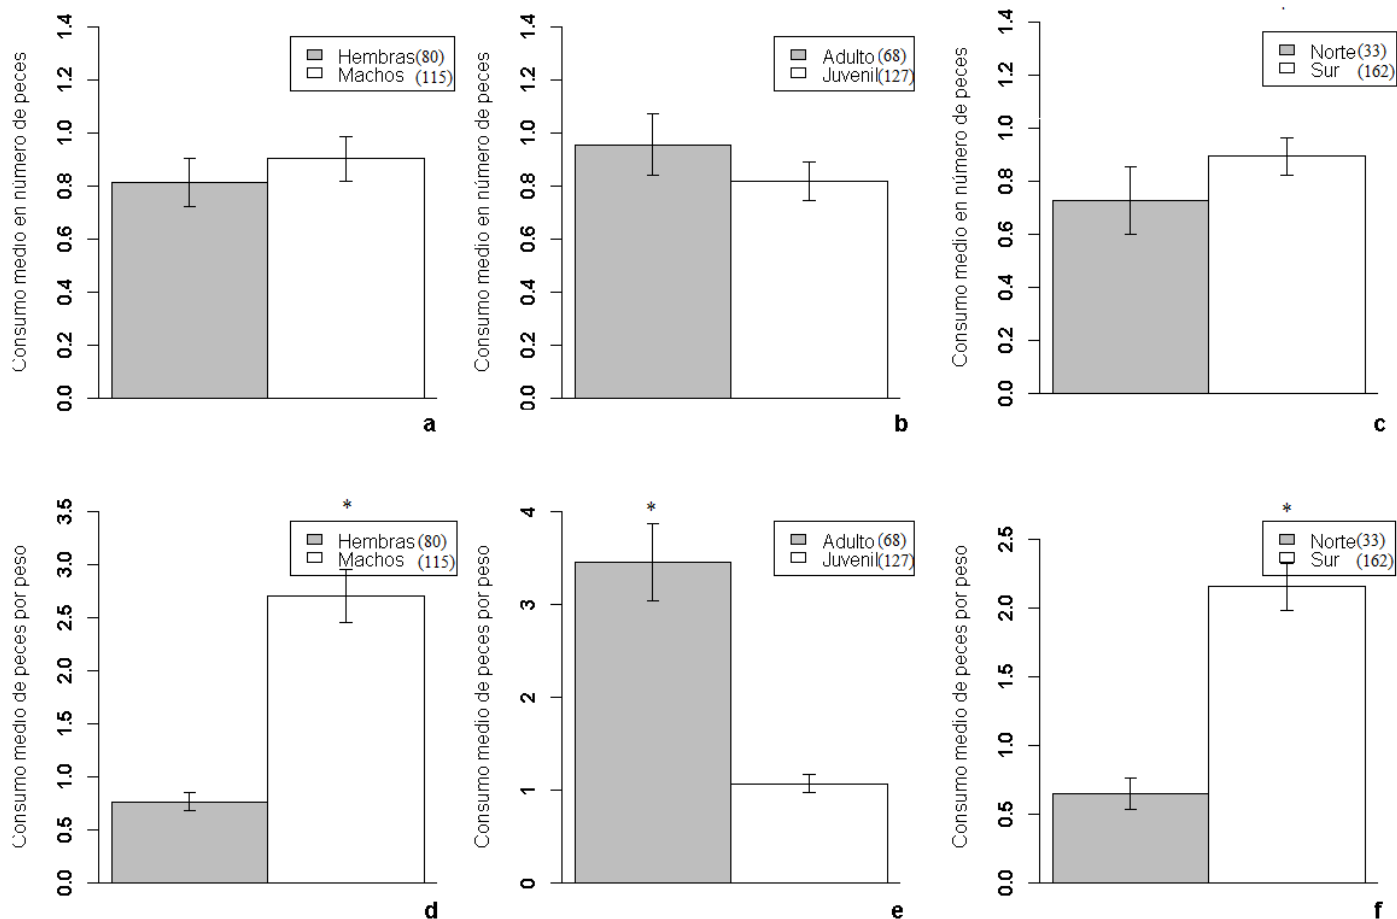 Consumo medio en número de peces
0.0 0.2 0.4 0.6 0.8 1.0 1.2 1.4
Hembras(80)
Machos (115)
a
Consumo medio en número de peces
0.0 0.2 0.4 0.6 0.8 1.0 1.2 1.4
Adulto(68)
Juvenil(127)
b
Consumo medio en número de peces
0.0 0.2 0.4 0.6 0.8 1.0 1.2 1.4
Norte(33)
Sur (162)
c
Consumo medio de peces por peso
0.0 0.5 1.0 1.5 2.0 2.5 3.0 3.5
*
Hembras(80)
Machos (115)
d
Consumo medio de peces por peso
0 1 2 3 4
*
Adulto(68)
Juvenil(127)
e
Consumo medio de peces por peso
0.0 0.5 1.0 1.5 2.0 2.5
*
Norte(33)
Sur (162)
f